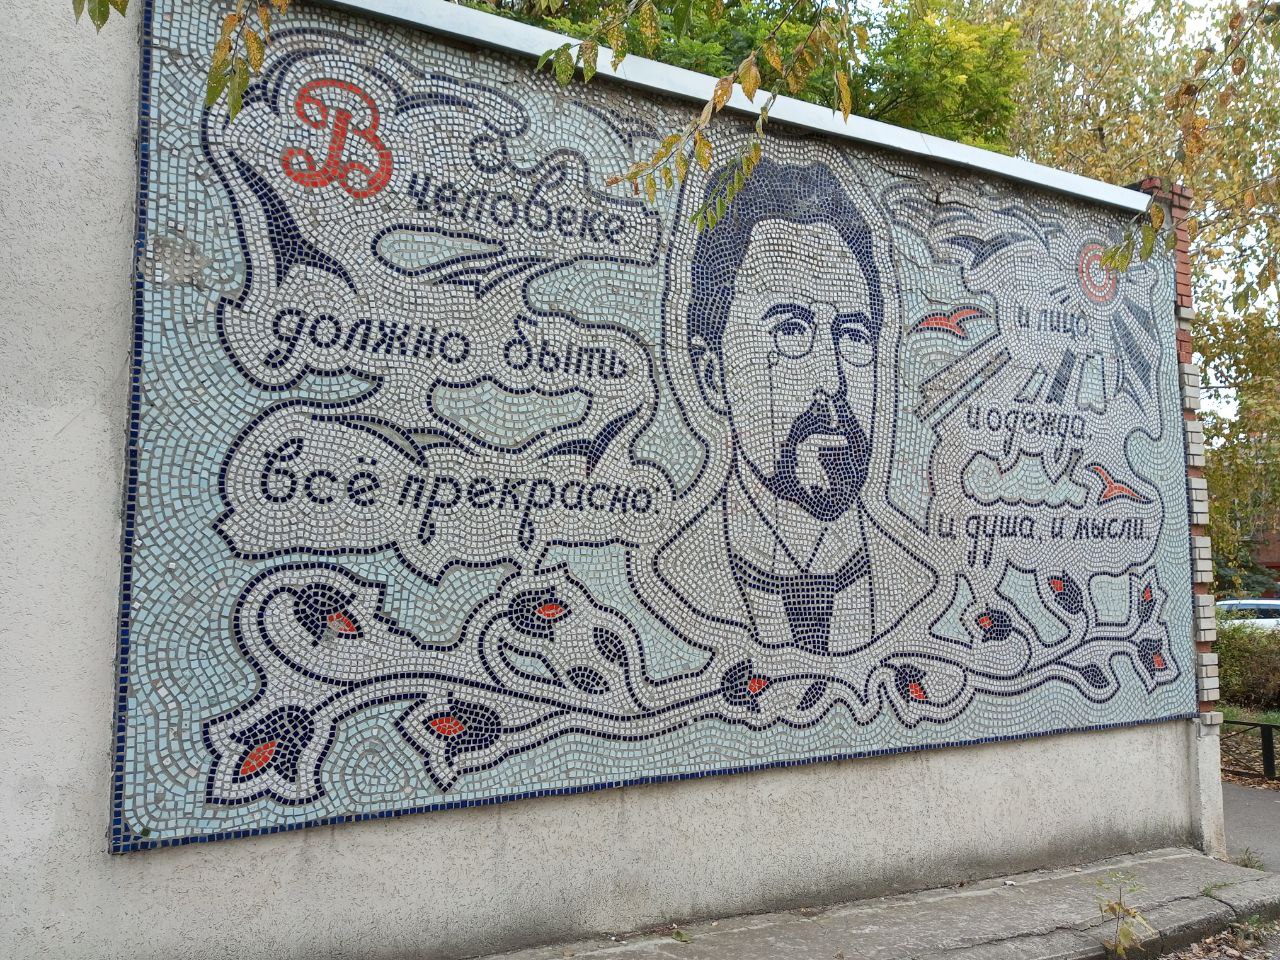 В человеке
должно быть
всё прекрасно:
и лицо,
и одежда,
и душа, и мысли.